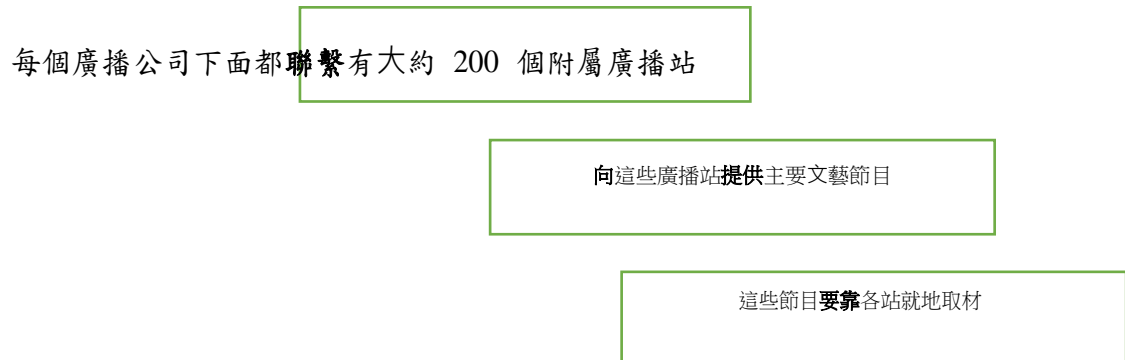 每個廣播公司下面都聯繫有大約 200 個附屬廣播站
向這些廣播站提供主要文藝節目
這些節目要靠各站就地取材